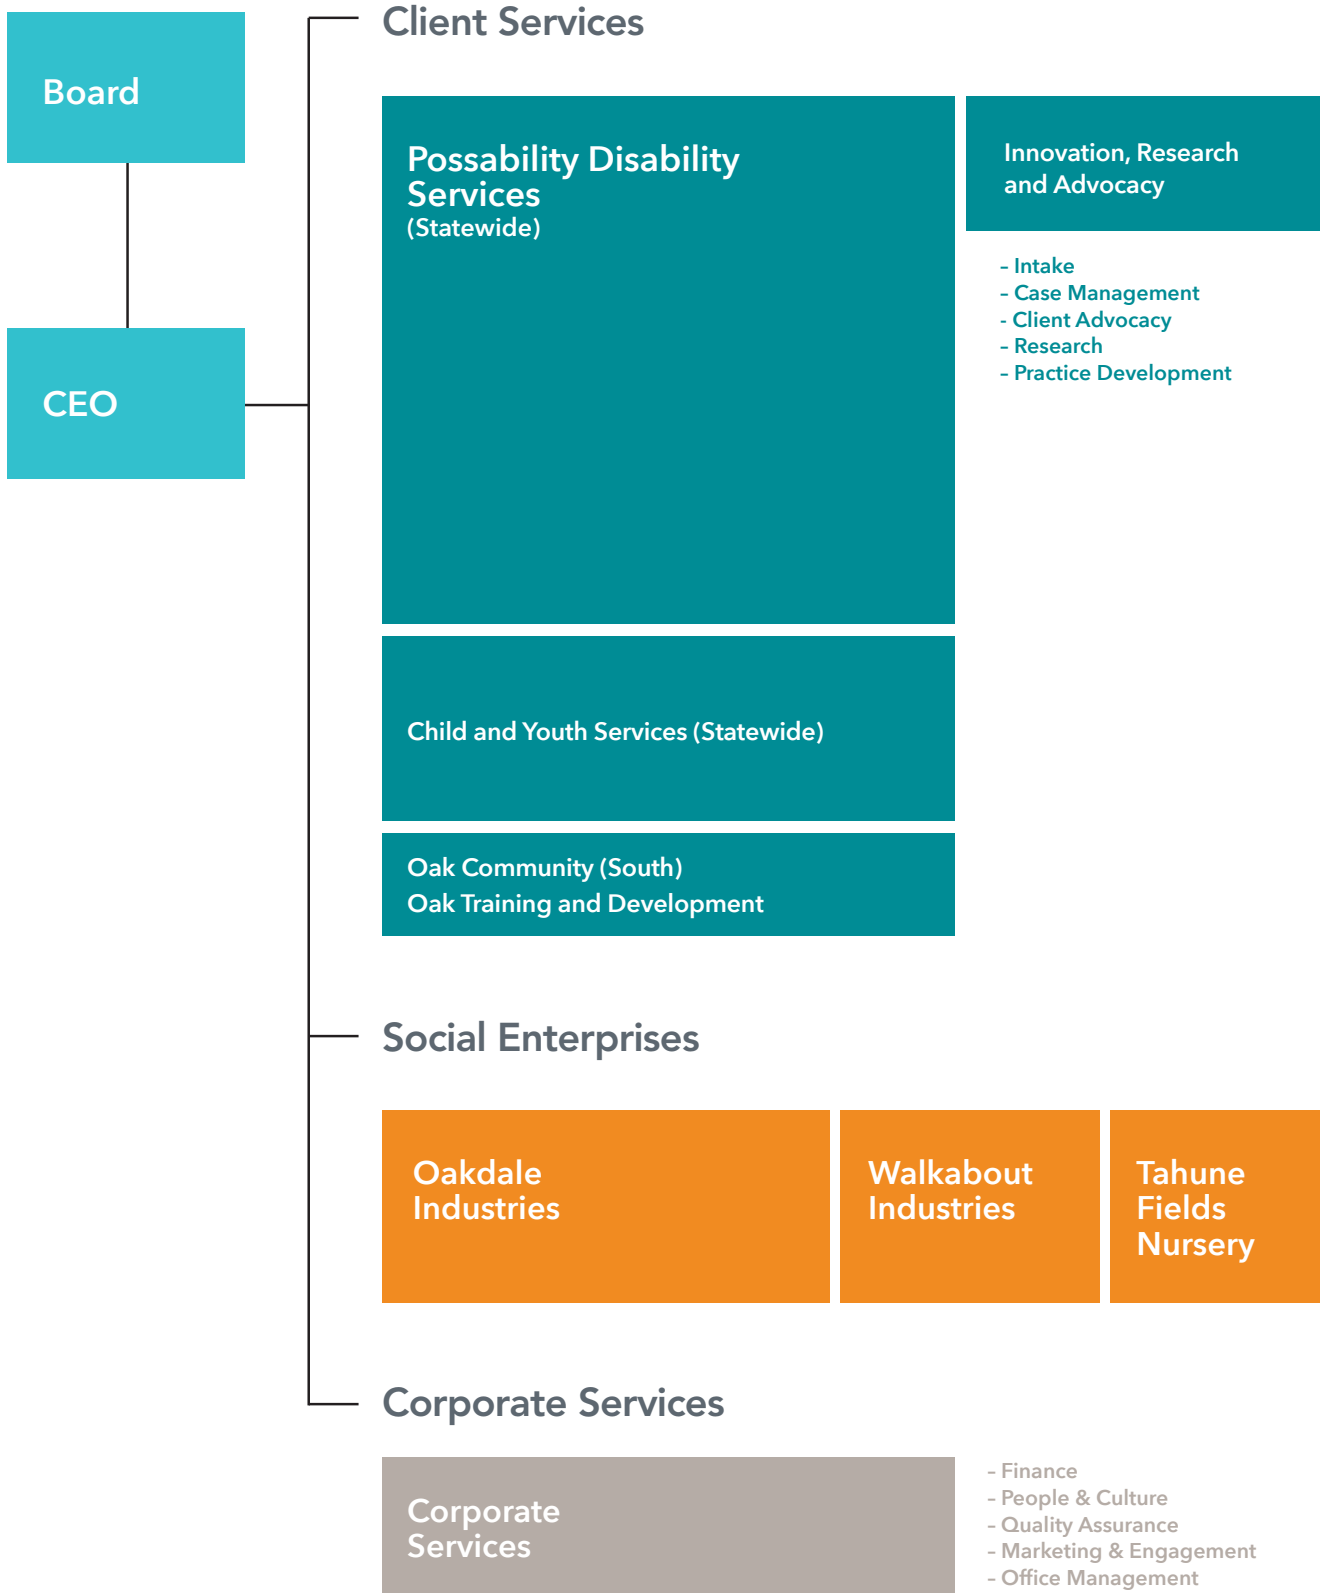 Client Services
Board
CEO
Possability Disability
Services
(Statewide)
Innovation, Research
and Advocacy
– Intake
– Case Management
- Client Advocacy
– Research
– Practice Development
Child and Youth Services (Statewide)
Oak Community (South)
Oak Training and Development
Social Enterprises
Oakdale
Industries
Walkabout
Industries
Tahune
Fields
Nursery
Corporate Services
Corporate
Services
– Finance
– People & Culture
– Quality Assurance
– Marketing & Engagement
– Office Management